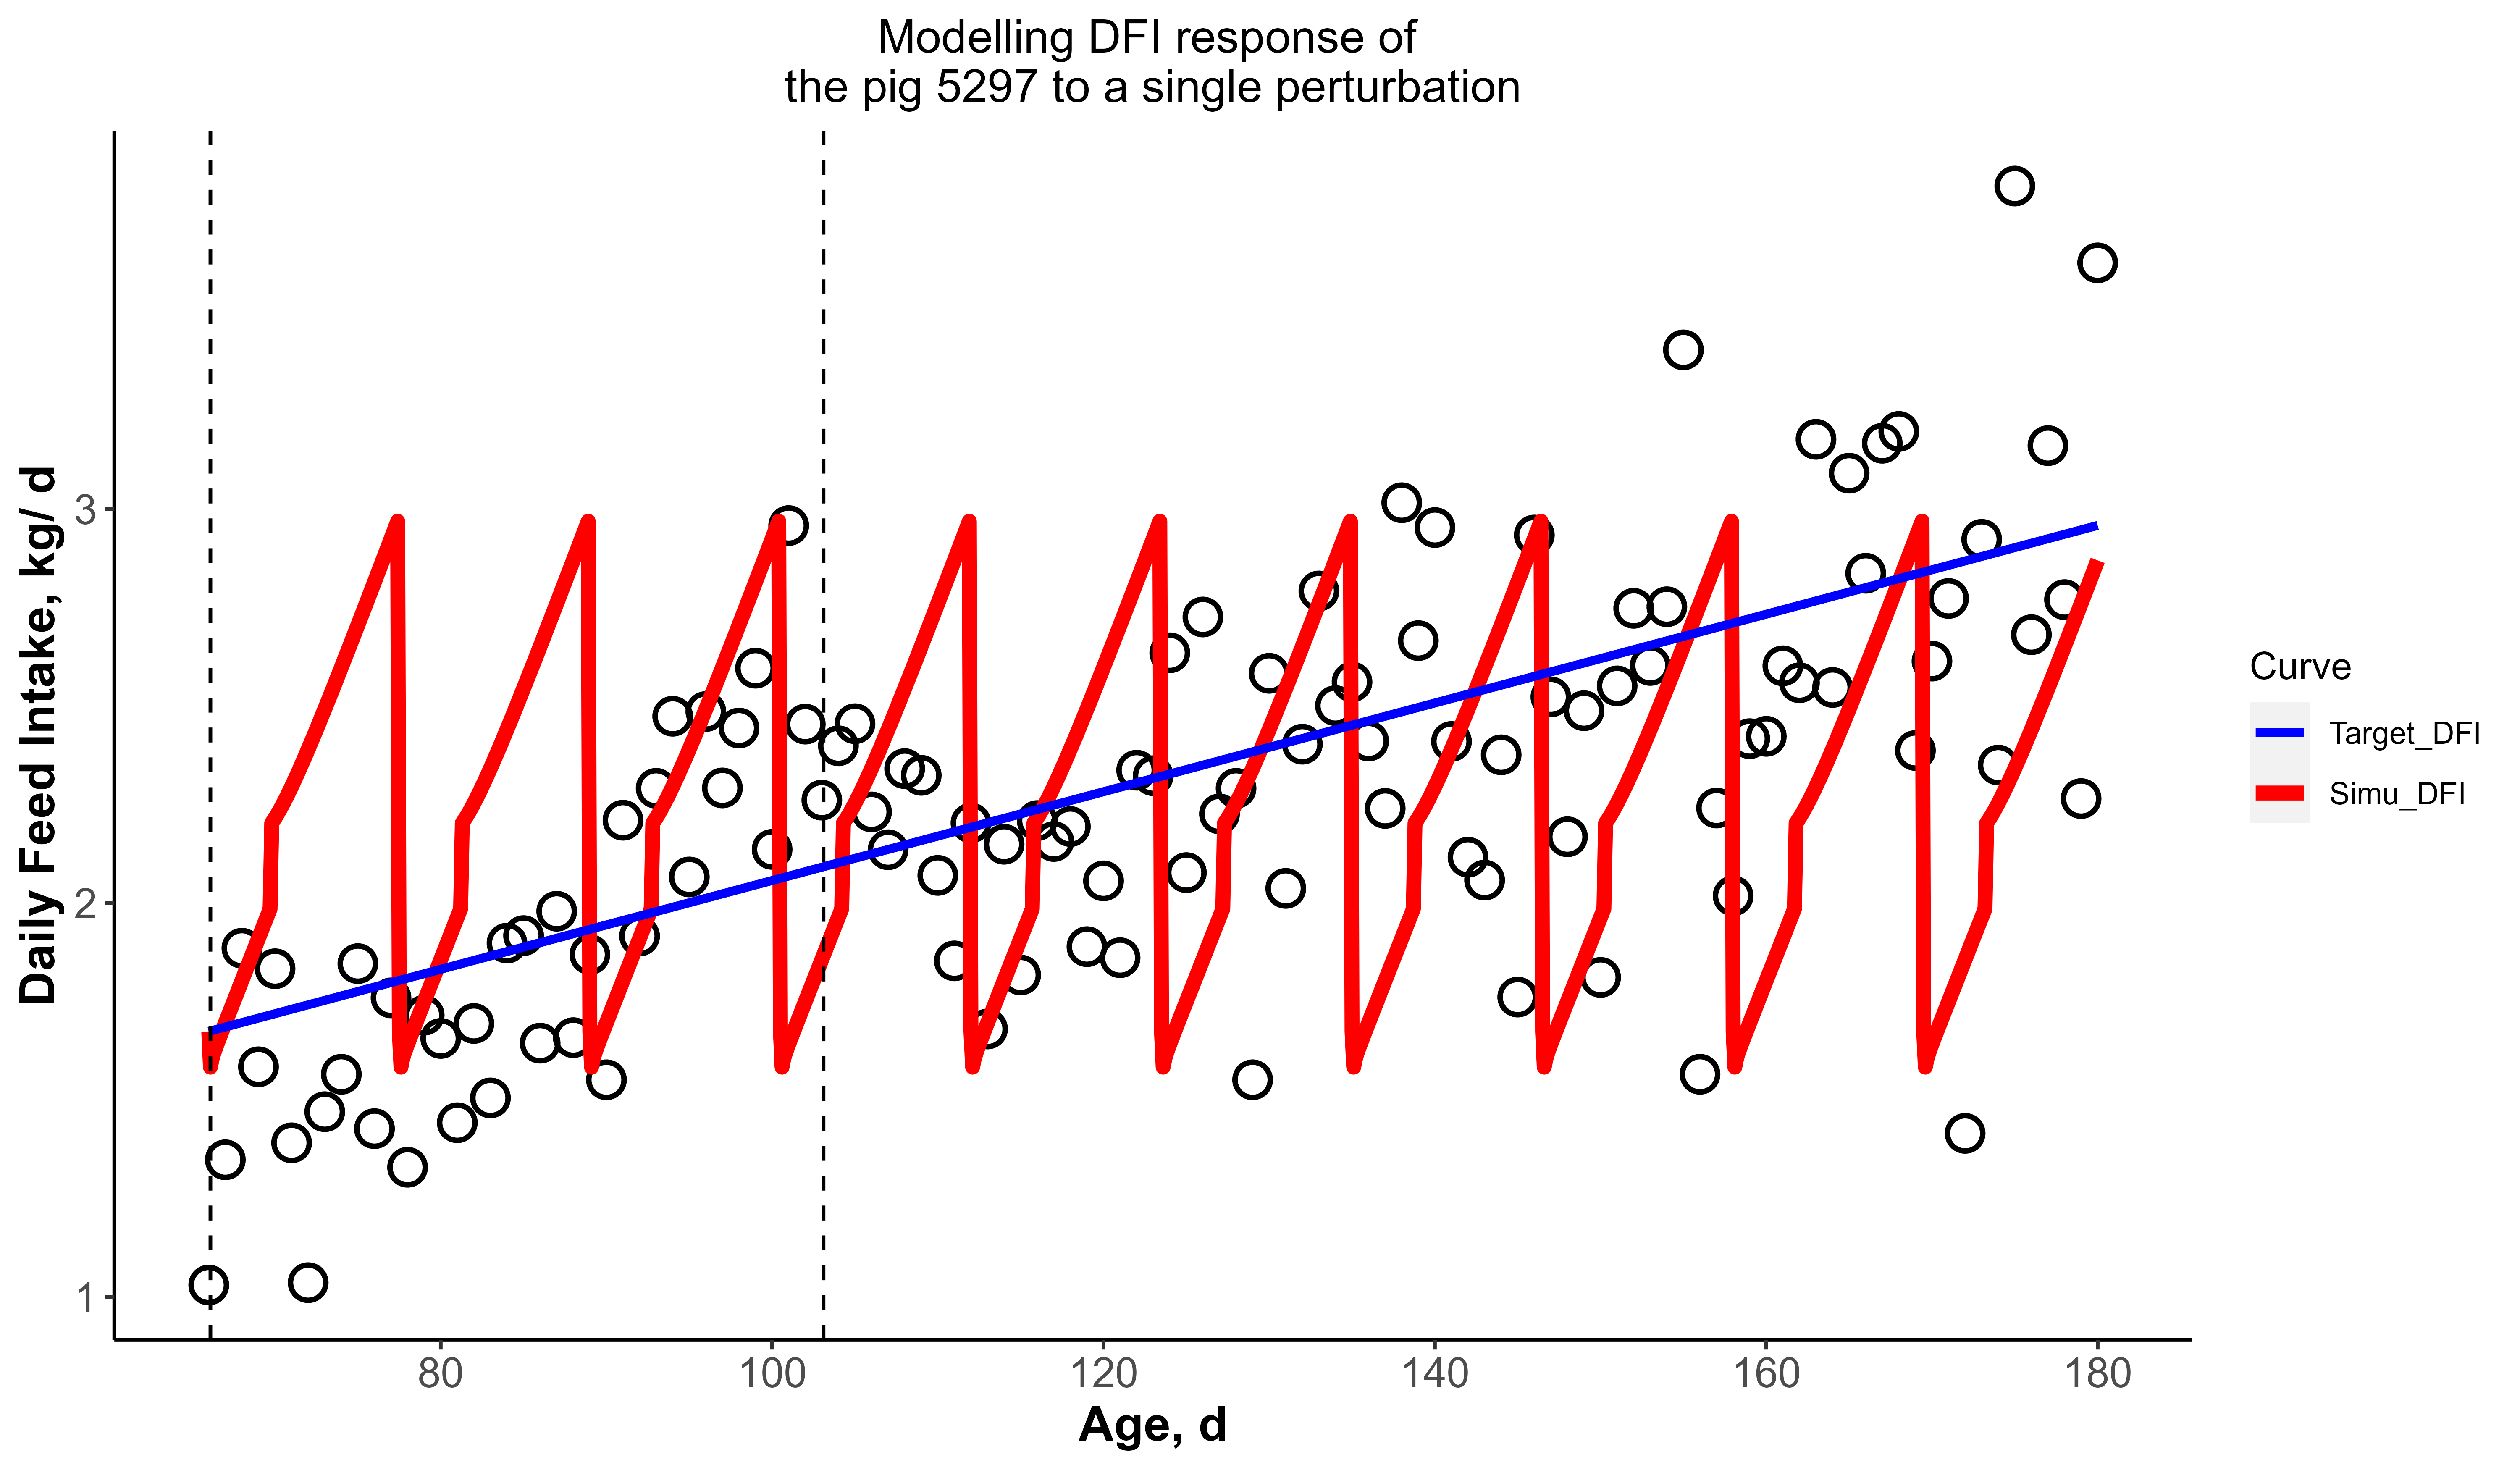 Modelling DFI response of
the pig 5297 to a single perturbation
Daily Feed Intake, kg/ d
3
2
1
80 100 120 140 160 180
Age, d
Curve
Target_DFI
Simu_DFI